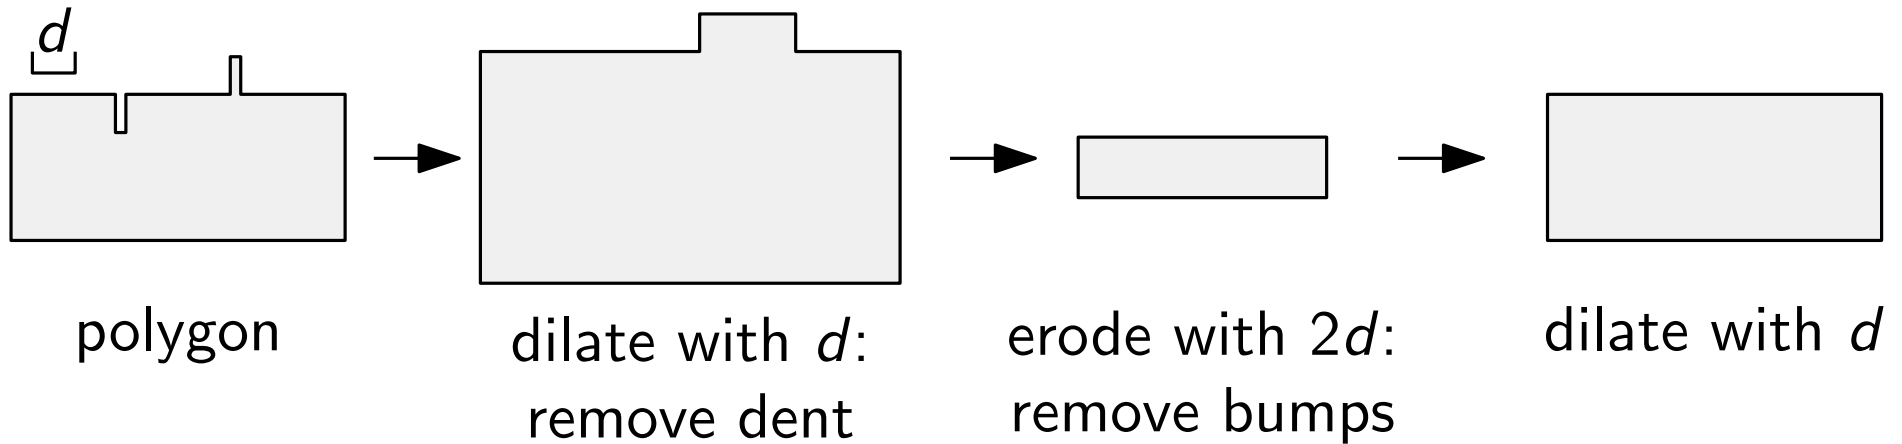 d
polygon
dilate with d:
remove dent
erode with 2d:
remove bumps
dilate with d